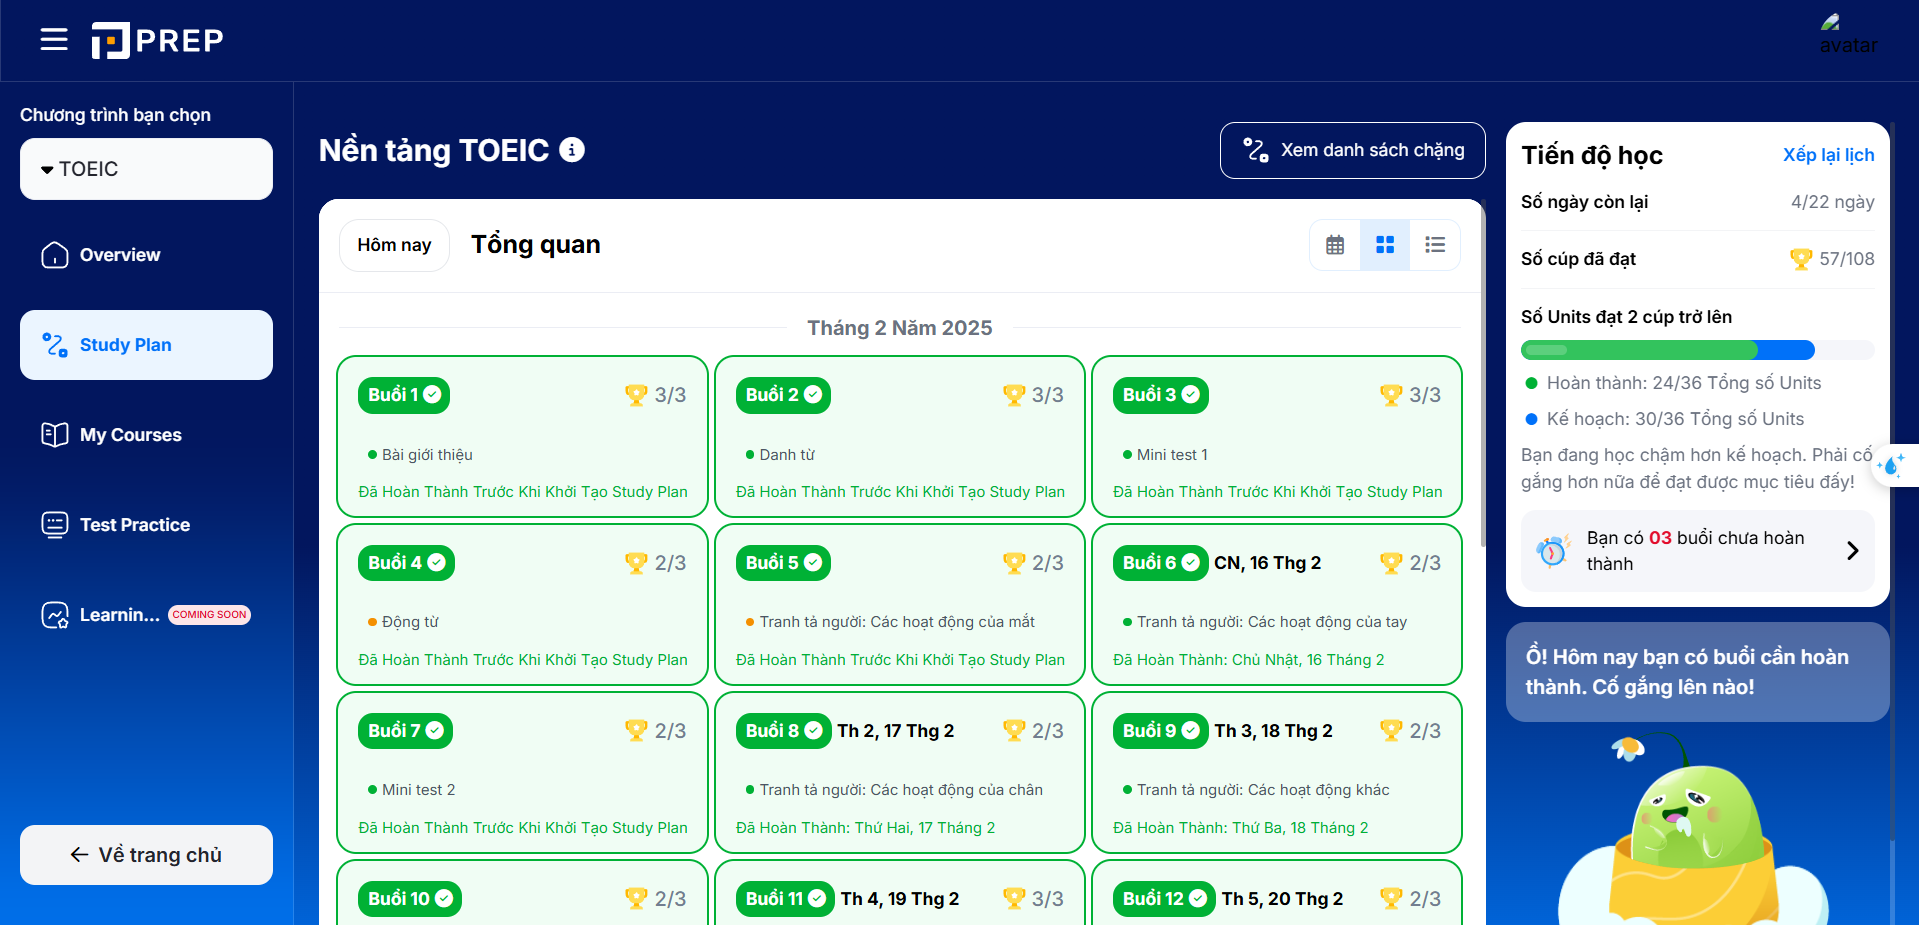 PREP
avatar
Chương trình bạn chọn
TOEIC
Overview
Study Plan
My Courses
Test Practice
Learnin... COMING SOON
Về trang chủ
Nền tảng TOEIC
Xem danh sách chặng
Hôm nay
Tổng quan
Tháng 2 Năm 2025
Buổi 1 3/3
Bài giới thiệu
Đã Hoàn Thành Trước Khi Khởi Tạo Study Plan
Buổi 2 3/3
Danh từ
Đã Hoàn Thành Trước Khi Khởi Tạo Study Plan
Buổi 3 3/3
Mini test 1
Đã Hoàn Thành Trước Khi Khởi Tạo Study Plan
Buổi 4 2/3
Động từ
Đã Hoàn Thành Trước Khi Khởi Tạo Study Plan
Buổi 5 2/3
Tranh tả người: Các hoạt động của mắt
Đã Hoàn Thành Trước Khi Khởi Tạo Study Plan
Buổi 6 CN, 16 Thg 2 2/3
Tranh tả người: Các hoạt động của tay
Đã Hoàn Thành: Chủ Nhật, 16 Tháng 2
Buổi 7 2/3
Mini test 2
Đã Hoàn Thành Trước Khi Khởi Tạo Study Plan
Buổi 8 Th 2, 17 Thg 2 2/3
Tranh tả người: Các hoạt động của chân
Đã Hoàn Thành: Thứ Hai, 17 Tháng 2
Buổi 9 Th 3, 18 Thg 2 2/3
Tranh tả người: Các hoạt động khác
Đã Hoàn Thành: Thứ Ba, 18 Tháng 2
Buổi 10 2/3
Buổi 11 Th 4, 19 Thg 2 3/3
Buổi 12 Th 5, 20 Thg 2 2/3
Tiến độ học
Xếp lại lịch
Số ngày còn lại 4/22 ngày
Số cúp đã đạt 57/108
Số Units đạt 2 cúp trở lên
Hoàn thành: 24/36 Tổng số Units
Kế hoạch: 30/36 Tổng số Units
Bạn đang học chậm hơn kế hoạch. Phải cố
gắng hơn nữa để đạt được mục tiêu đấy!
Bạn có 03 buổi chưa hoàn
thành
Ồ! Hôm nay bạn có buổi cần hoàn
thành. Cố gắng lên nào!